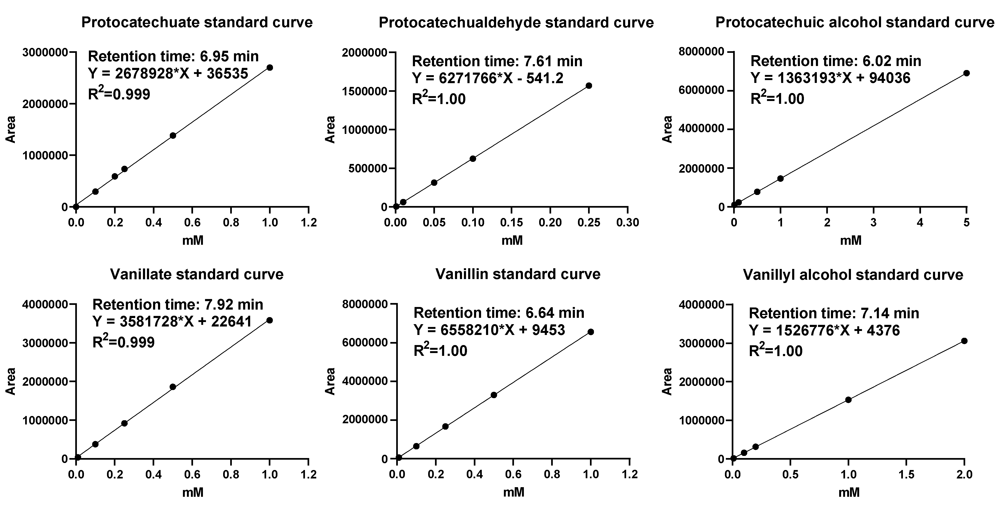 Protocatechuate standard curve
Retention time: 6.95 min
Y = 2678928*X + 36535
R²=0.999
3000000
2000000
1000000
0
Area
0.0 0.2 0.4 0.6 0.8 1.0 1.2
mM
Protocatechualdehyde standard curve
Retention time: 7.61 min
Y = 6271766*X - 541.2
R²=1.00
2000000
1500000
1000000
500000
0
Area
0.00 0.05 0.10 0.15 0.20 0.25 0.30
mM
Protocatechuic alcohol standard curve
Retention time: 6.02 min
Y = 1363193*X + 94036
R²=1.00
8000000
6000000
4000000
2000000
0
Area
0 1 2 3 4 5
mM
Vanillate standard curve
Retention time: 7.92 min
Y = 3581728*X + 22641
R²=0.999
4000000
3000000
2000000
1000000
0
Area
0.0 0.2 0.4 0.6 0.8 1.0 1.2
mM
Vanillin standard curve
Retention time: 6.64 min
Y = 6558210*X + 9453
R²=1.00
8000000
6000000
4000000
2000000
0
Area
0.0 0.2 0.4 0.6 0.8 1.0 1.2
mM
Vanillyl alcohol standard curve
Retention time: 7.14 min
Y = 1526776*X + 4376
R²=1.00
4000000
3000000
2000000
1000000
0
Area
0.0 0.5 1.0 1.5 2.0
mM